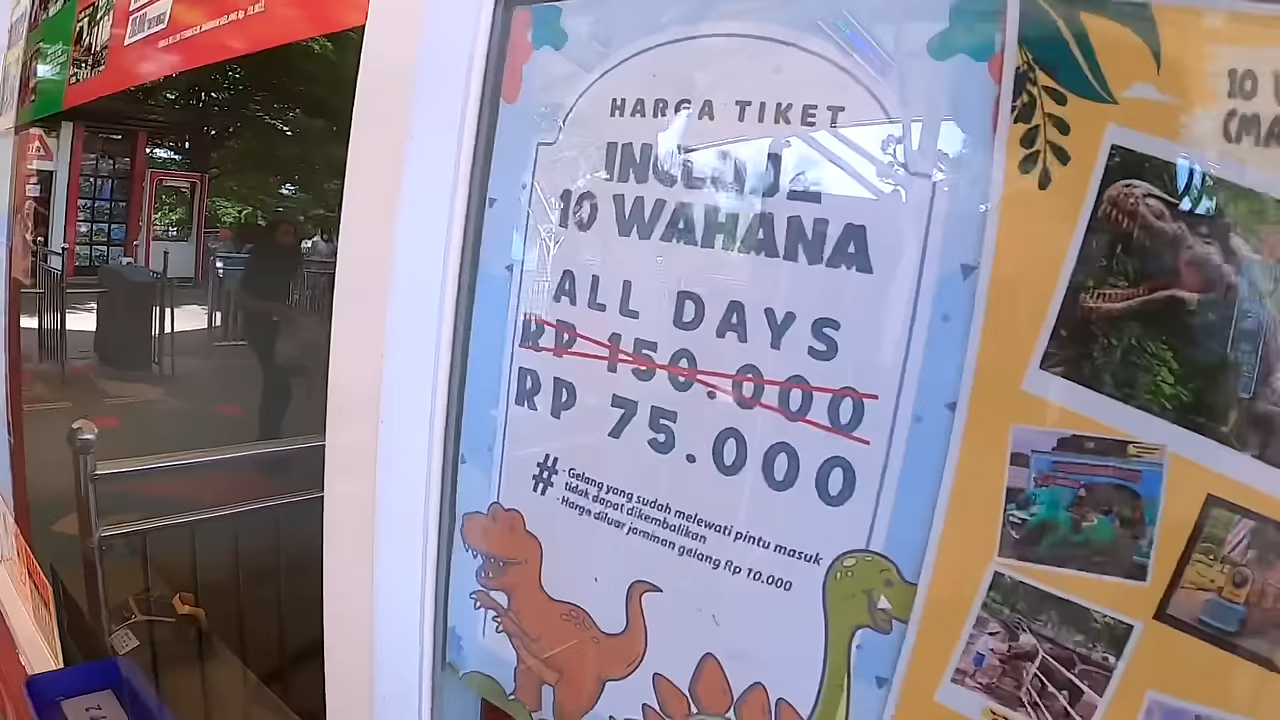 HARGA TIKET
INCLUDE
10 WAHANA
ALL DAYS
RP 150.000
RP 75.000
# - Gelang yang sudah melewati pintu masuk
tidak dapat dikembalikan
- Harga diluar jaminan gelang Rp 10.000
10